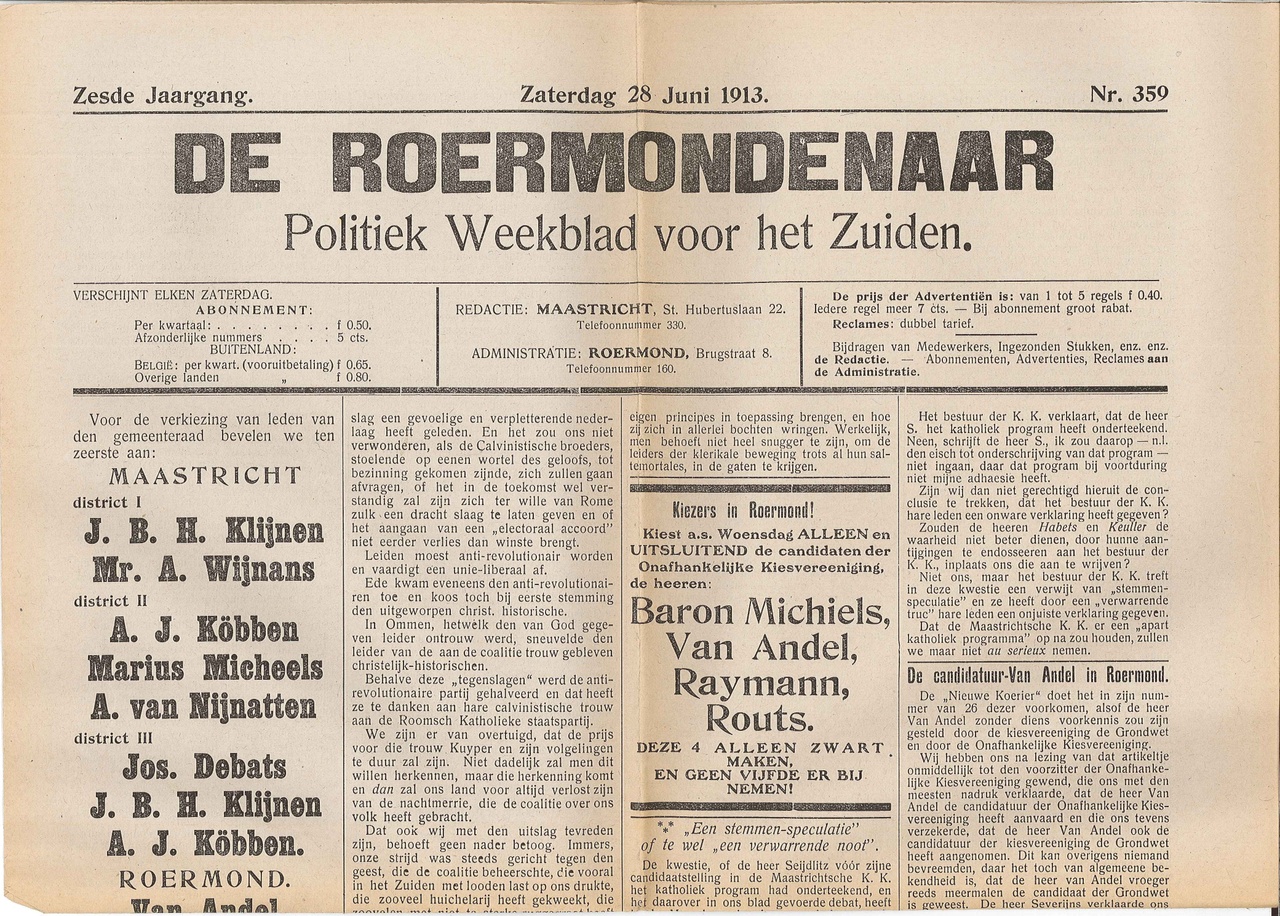 Zesde Jaargang.
Zaterdag 28 Juni 1913.
Nr. 359
DE ROERMONDENAAR
Politiek Weekblad voor het Zuiden.
VERSCHIJNT ELKEN ZATERDAG.
ABONNEMENT:
Per kwartaal: . . . . . . . . f 0.50.
Afzonderlijke nummers . . . . 5 cts.
BUITENLAND:
BELGIË: per kwart. (vooruitbetaling) f 0.65.
Overige landen „ f 0.80.
REDACTIE: MAASTRICHT, St. Hubertuslaan 22.
Telefoonnummer 330.
ADMINISTRATIE: ROERMOND, Brugstraat 8.
Telefoonnummer 160.
De prijs der Advertentiën is: van 1 tot 5 regels f 0.40.
Iedere regel meer 7 cts. — Bij abonnement groot rabat.
Reclames: dubbel tarief.
Bijdragen van Medewerkers, Ingezonden Stukken, enz. enz.
de Redactie. — Abonnementen, Advertenties, Reclames aan
de Administratie.
Voor de verkiezing van leden van
den gemeenteraad bevelen we ten
zeerste aan:
MAASTRICHT
district I
J. B. H. Klijnen
Mr. A. Wijnans
district II
A. J. Köbben
Marius Micheels
A. van Nijnatten
district III
Jos. Debats
J. B. H. Klijnen
A. J. Köbben.
ROERMOND.
Van Andel
slag een gevoelige en verpletterende neder-
laag heeft geleden. En het zou ons niet
verwonderen, als de Calvinistische broeders,
stoelende op eenen wortel des geloofs, tot
bezinning gekomen zijnde, zich zullen gaan
afvragen, of het in de toekomst wel ver-
standig zal zijn zich ter wille van Rome
zulk een dracht slaag te laten geven en of
het aangaan van een „electoraal accoord”
niet eerder verlies dan winste brengt.
Leiden moest anti-revolutionair worden
en vaardigt een unie-liberaal af.
Ede kwam eveneens den anti-revolutionai-
ren toe en koos toch bij eerste stemming
den uitgeworpen christ. historische.
In Ommen, hetwelk den van God gege-
ven leider ontrouw werd, sneuvelde den
leider van de aan de coalitie trouw gebleven
christelijk-historischen.
Behalve deze „tegenslagen” werd de anti-
revolutionaire partij gehalveerd en dat heeft
ze te danken aan hare calvinistische trouw
aan de Roomsch Katholieke staatspartij.
We zijn er van overtuigd, dat de prijs
voor die trouw Kuyper en zijn volgelingen
te duur zal zijn. Niet dadelijk zal men dit
willen herkennen, maar die herkenning komt
en dan zal ons land voor altijd verlost zijn
van de nachtmerrie, die de coalitie over ons
volk heeft gebracht.
Dat ook wij met den uitslag tevreden
zijn, behoeft geen nader betoog. Immers,
onze strijd was steeds gericht tegen den
geest, die de coalitie beheerschte, die vooral
in het Zuiden met looden last op ons drukte,
die zooveel huichelarij heeft gekweekt, die
eigen principes in toepassing brengen, en hoe
zij zich in allerlei bochten wringen. Werkelijk,
men behoeft niet heel snugger te zijn, om de
leiders der klerikale beweging trots al hun sal-
temortales, in de gaten te krijgen.
Kiezers in Roermond!
Kiest a.s. Woensdag ALLEEN en
UITSLUITEND de candidaten der
Onafhankelijke Kiesvereeniging,
de heeren:
Baron Michiels,
Van Andel,
Raymann,
Routs.
DEZE 4 ALLEEN ZWART
MAKEN,
EN GEEN VIJFDE ER BIJ
NEMEN!
*** „Een stemmen-speculatie”
of te wel „een verwarrende noot”.
De kwestie, of de heer Seijdlitz vóór zijne
candidaatstelling in de Maastrichtsche K. K.
het katholiek program had onderteekend, en
het daarover in ons blad gevoerde debat, heeft
Het bestuur der K. K. verklaart, dat de heer
S. het katholiek program heeft onderteekend.
Neen, schrijft de heer S., ik zou daarop — n.l.
den eisch tot onderschrijving van dat program —
niet ingaan, daar dat program bij voortduring
niet mijne adhaesie heeft.
Zijn wij dan niet gerechtigd hieruit de con-
clusie te trekken, dat het bestuur der K. K.
hare leden een onware verklaring heeft gegeven?
Zouden de heeren Habets en Keuller de
waarheid niet beter dienen, door hunne aan-
tijgingen te endosseeren aan het bestuur der
K. K., inplaats ons die aan te wrijven?
Niet ons, maar het bestuur der K. K. treft
in deze kwestie een verwijt van „stemmen-
speculatie” en ze heeft door een „verwarrende
truc” hare leden een onjuiste verklaring gegeven.
Dat de Maastrichtsche K. K. er een „apart
katholiek programma” op na zou houden, zullen
we maar niet au serieux nemen.
De candidatuur-Van Andel in Roermond.
De „Nieuwe Koerier” doet het in zijn num-
mer van 26 dezer voorkomen, alsof de heer
Van Andel zonder diens voorkennis zou zijn
gesteld door de kiesvereeniging de Grondwet
en door de Onafhankelijke Kiesvereeniging.
Wij hebben ons na lezing van dat artikeltje
onmiddelijk tot den voorzitter der Onafhanke-
lijke Kiesvereeniging gewend, die ons met den
meesten nadruk verklaarde, dat de heer Van
Andel de candidatuur der Onafhankelijke Kies-
vereeniging heeft aanvaard en die ons tevens
verzekerde, dat de heer Van Andel ook de
candidatuur der kiesvereeniging de Grondwet
heeft aangenomen. Dit kan overigens niemand
bevreemden, daar het toch van algemeene be-
kendheid is, dat de heer Van Andel vroeger
reeds meermalen de candidaat der Grondwet
is geweest. De heer Severijns verklaarde ons